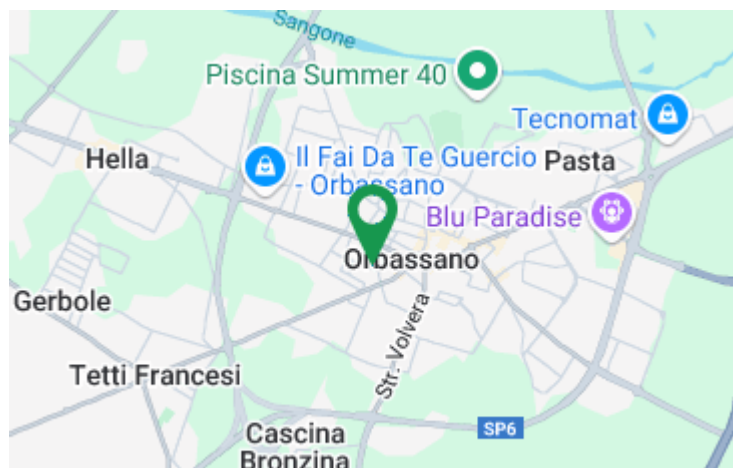 Sangone
Piscina Summer 40
Tecnomat
Hella
Il Fai Da Te Guercio
- Orbassano
Pasta
Blu Paradise
Orbassano
Gerbole
Str. Volvera
Tetti Francesi
SP6
Cascina
Bronzina